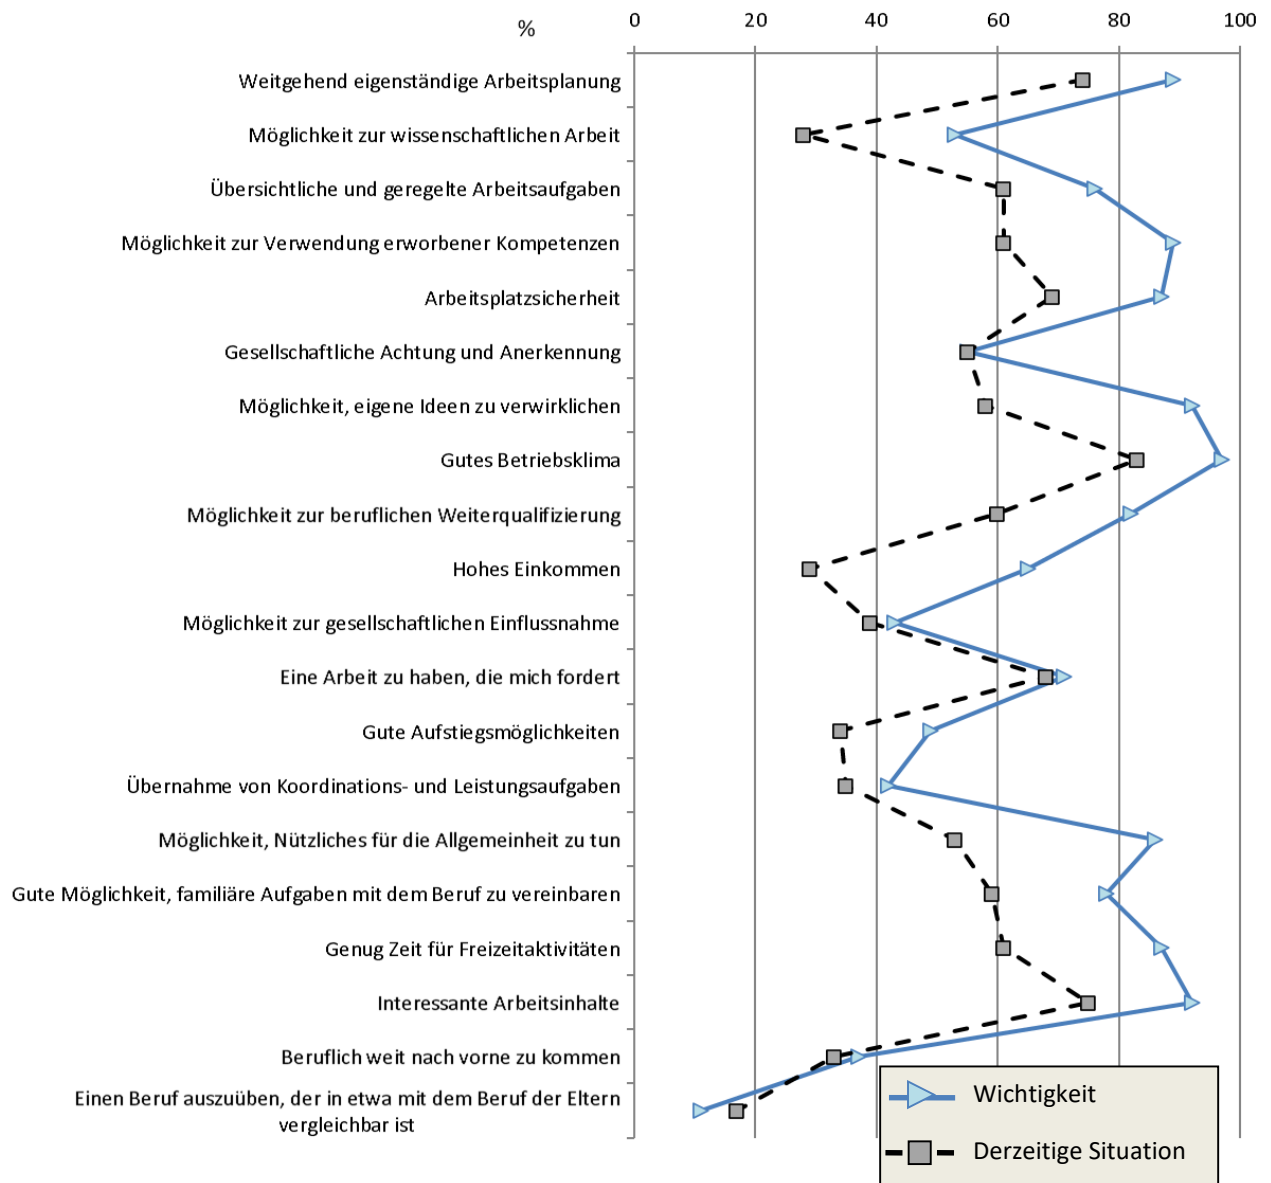 % 0 20 40 60 80 100
Weitgehend eigenständige Arbeitsplanung
Möglichkeit zur wissenschaftlichen Arbeit
Übersichtliche und geregelte Arbeitsaufgaben
Möglichkeit zur Verwendung erworbener Kompetenzen
Arbeitsplatzsicherheit
Gesellschaftliche Achtung und Anerkennung
Möglichkeit, eigene Ideen zu verwirklichen
Gutes Betriebsklima
Möglichkeit zur beruflichen Weiterqualifizierung
Hohes Einkommen
Möglichkeit zur gesellschaftlichen Einflussnahme
Eine Arbeit zu haben, die mich fordert
Gute Aufstiegsmöglichkeiten
Übernahme von Koordinations- und Leistungsaufgaben
Möglichkeit, Nützliches für die Allgemeinheit zu tun
Gute Möglichkeit, familiäre Aufgaben mit dem Beruf zu vereinbaren
Genug Zeit für Freizeitaktivitäten
Interessante Arbeitsinhalte
Beruflich weit nach vorne zu kommen
Einen Beruf auszuüben, der in etwa mit dem Beruf der Eltern
vergleichbar ist
Wichtigkeit
Derzeitige Situation